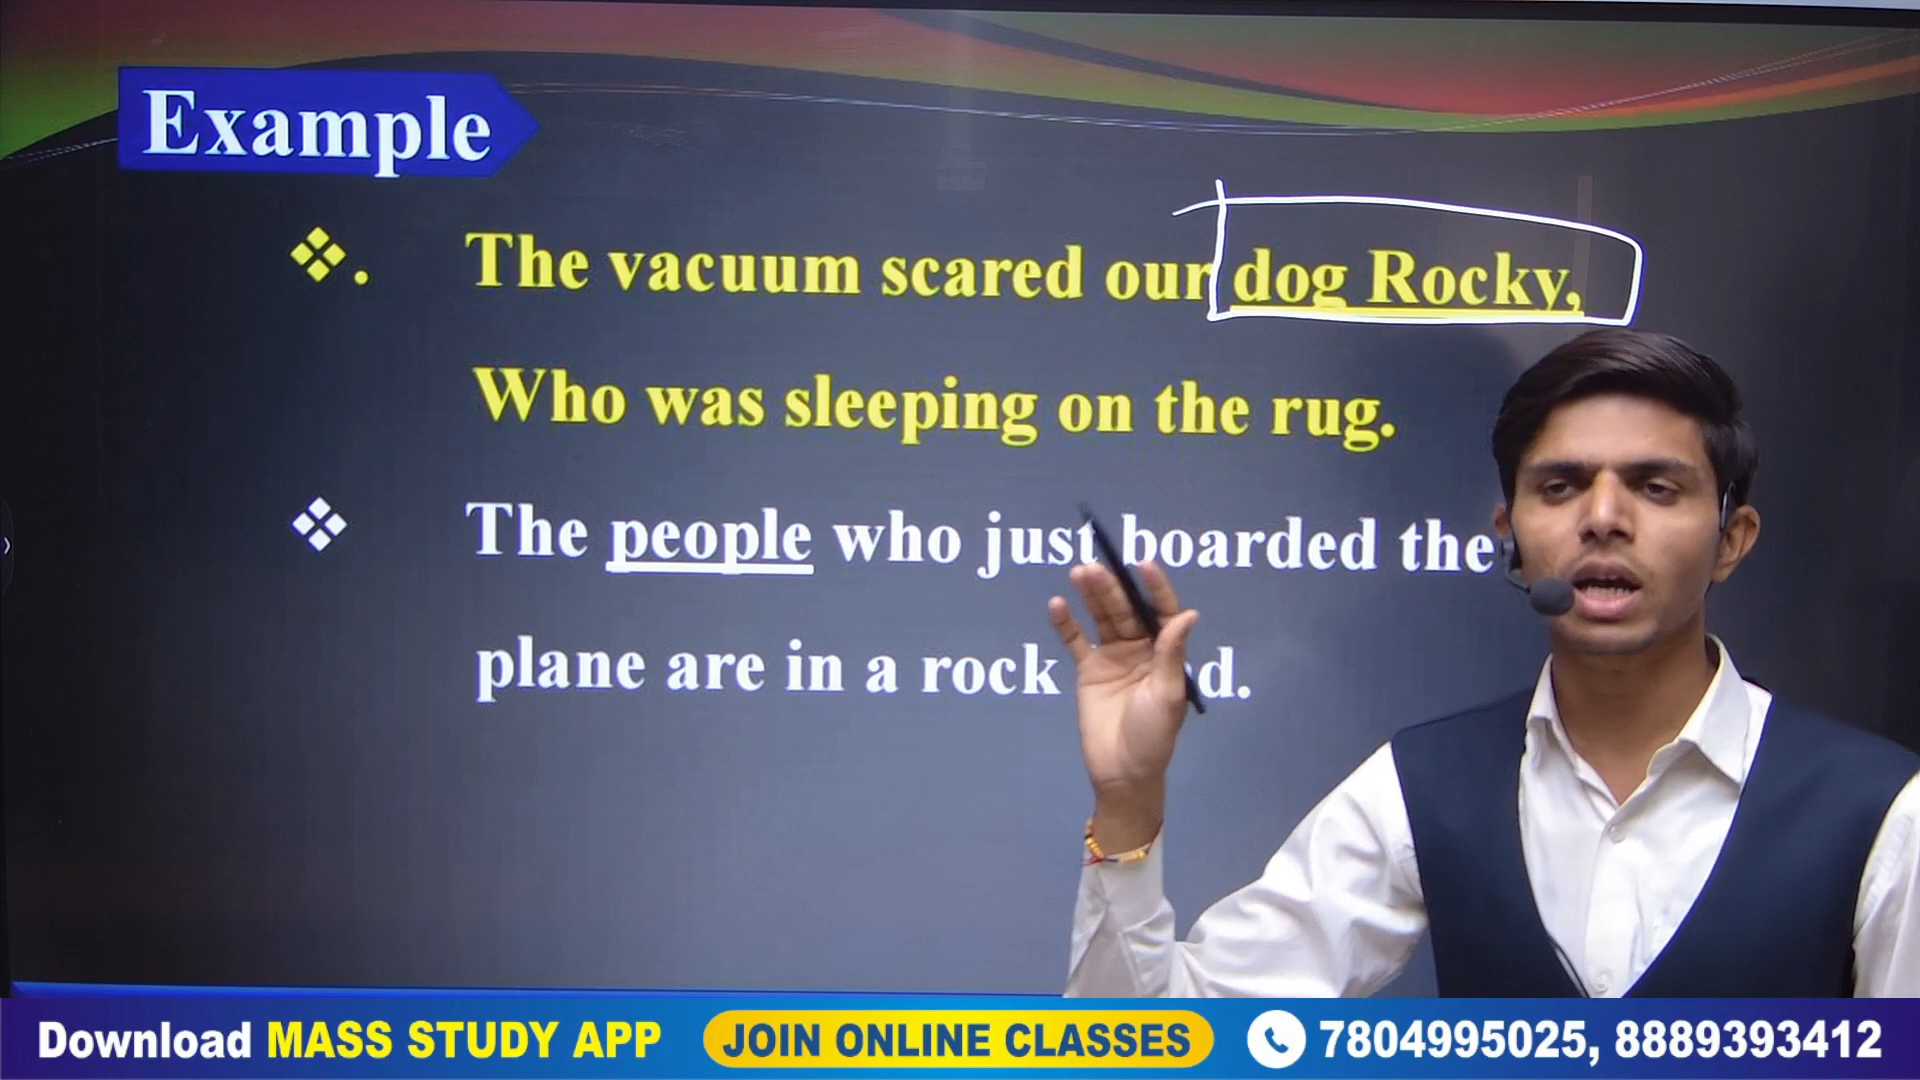 Example
. The vacuum scared our dog Rocky,
Who was sleeping on the rug.
The people who just boarded the
plane are in a rock
Download MASS STUDY APP JOIN ONLINE CLASSES 7804995025, 8889393412